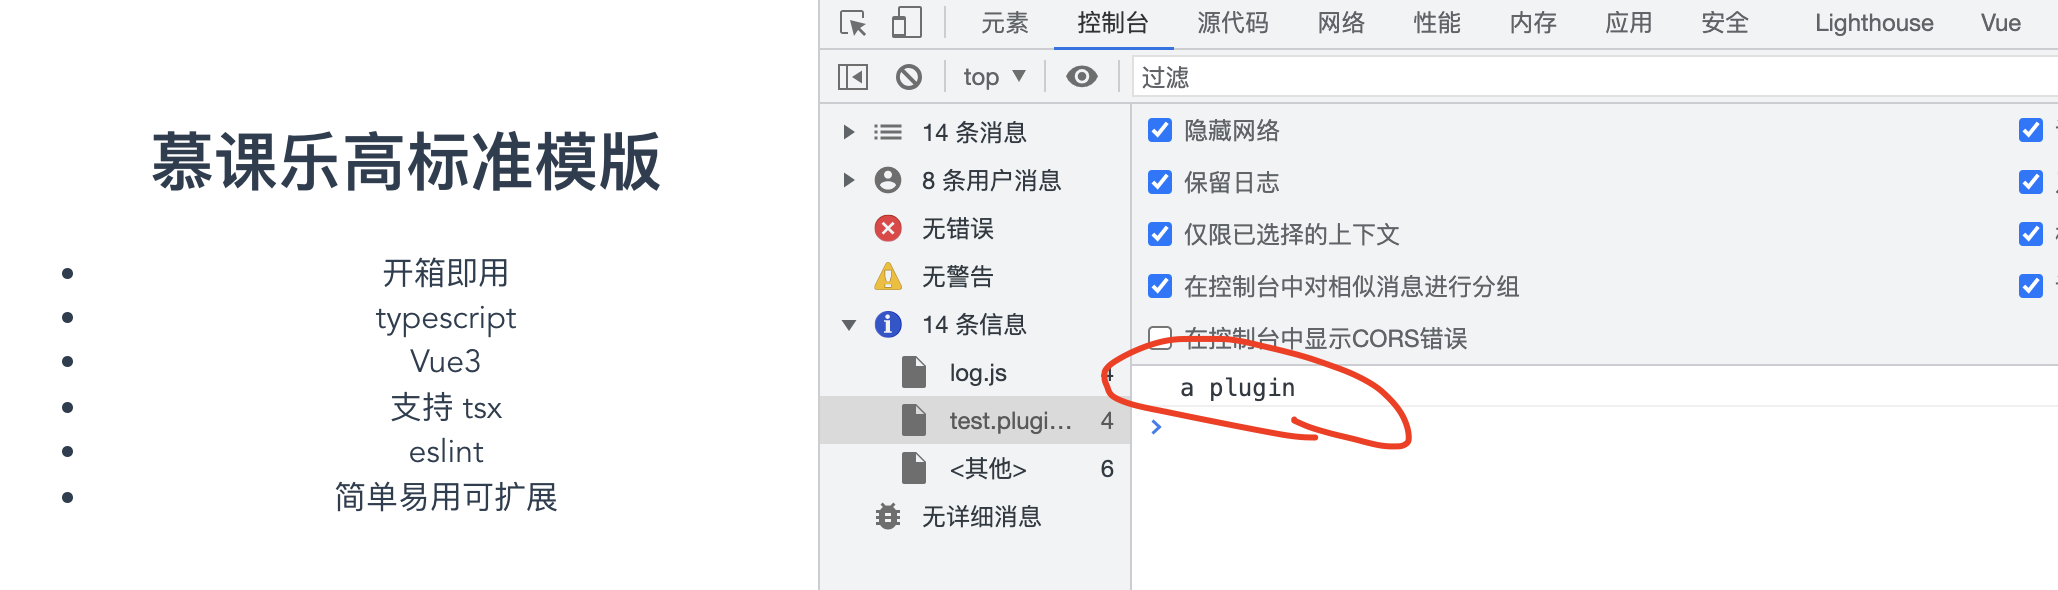 慕课乐高标准模版
开箱即用
typescript
Vue3
支持 tsx
eslint
简单易用可扩展
元素 控制台 源代码 网络 性能 内存 应用 安全 Lighthouse Vue
top 过滤
14 条消息
8 条用户消息
无错误
无警告
14 条信息
log.js 4
test.plugi... 4
<其他> 6
无详细消息
隐藏网络
保留日志
仅限已选择的上下文
在控制台中对相似消息进行分组
在控制台中显示CORS错误
a plugin